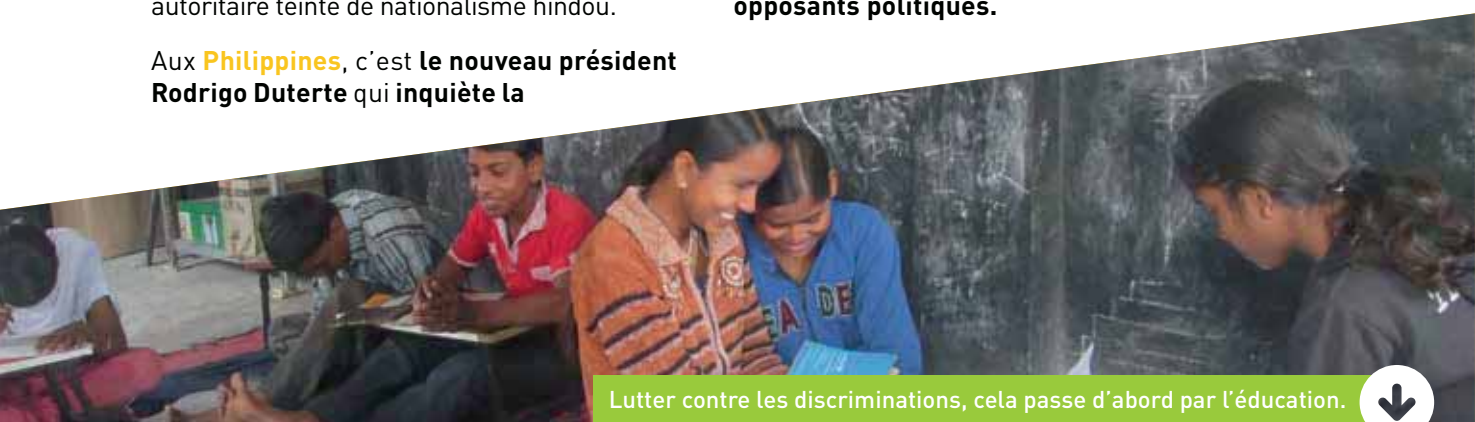 autoritaire teinté de nationalisme hindou.
Aux Philippines, c’est le nouveau président
Rodrigo Duterte qui inquiète la
opposants politiques.
Lutter contre les discriminations, cela passe d’abord par l’éducation.